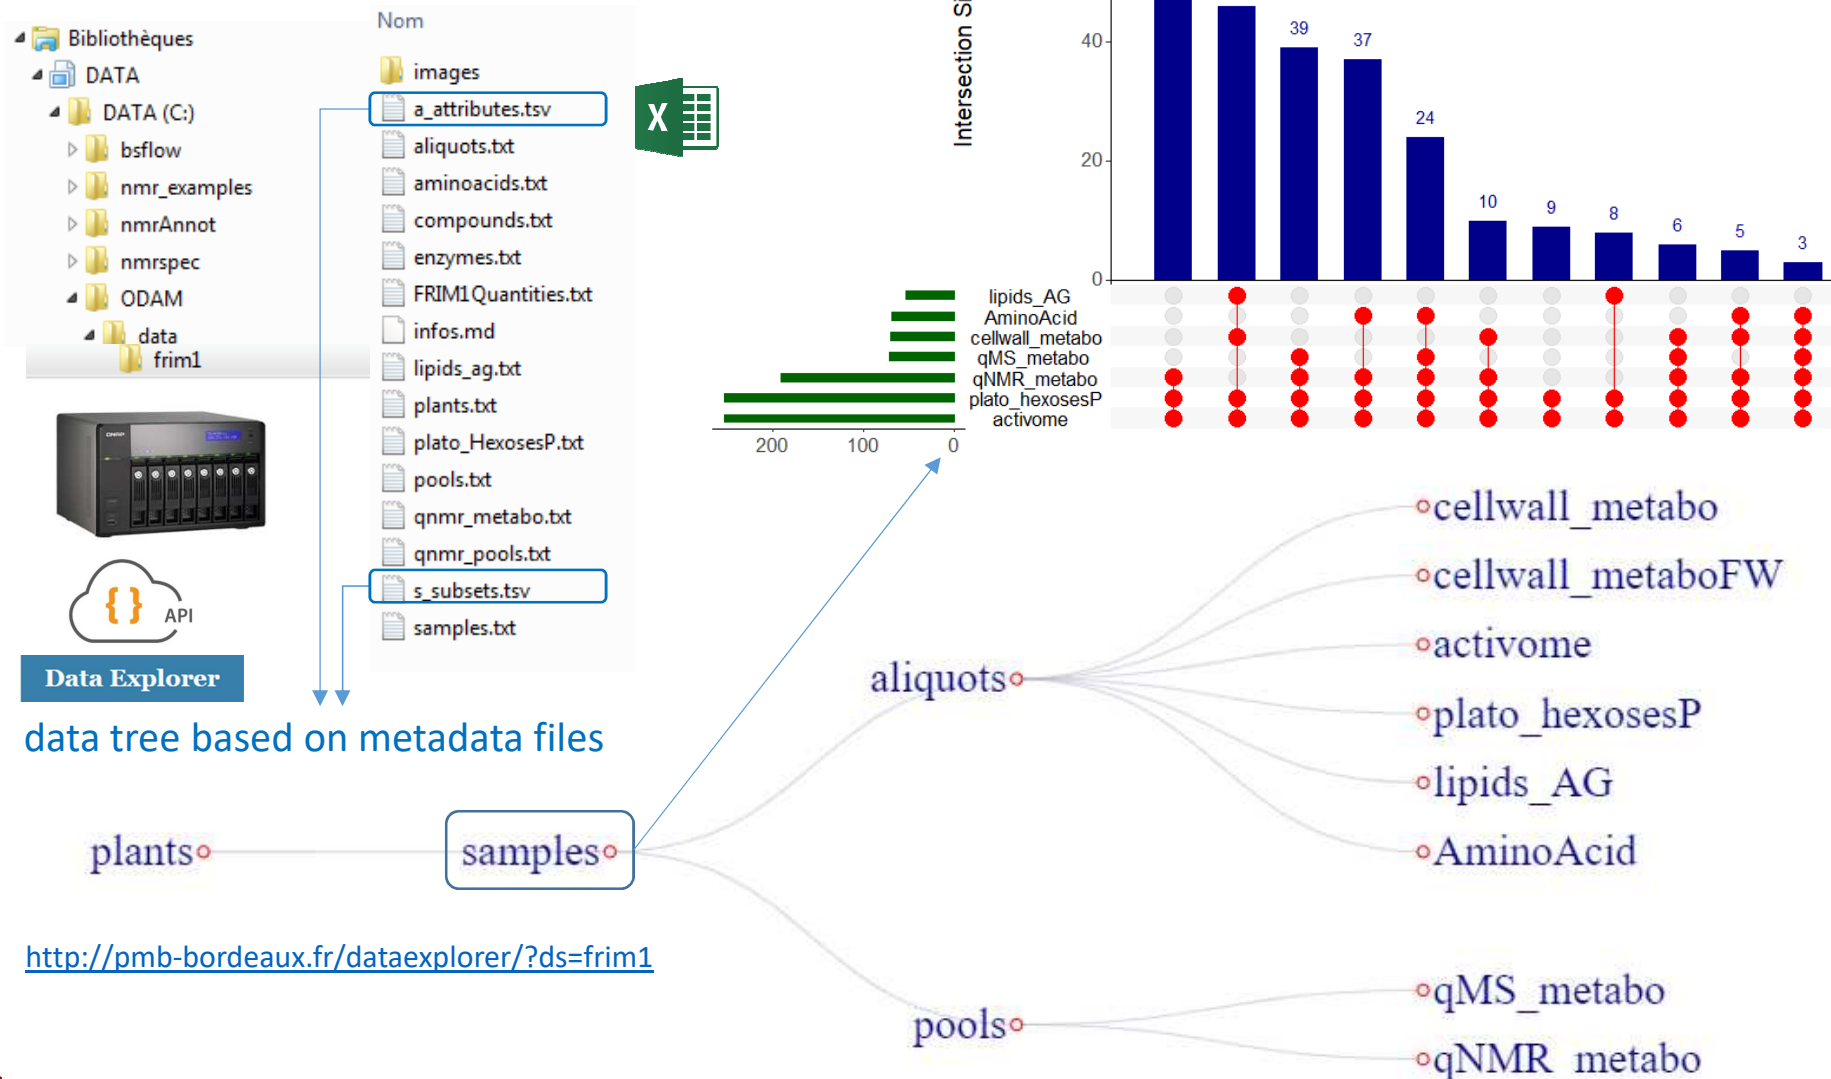 Bibliothèques
DATA
DATA (C:)
bsflow
nmr_examples
nmrAnnot
nmrspec
ODAM
data
frim1
Nom
images
a_attributes.tsv
aliquots.txt
aminoacids.txt
compounds.txt
enzymes.txt
FRIM1Quantities.txt
infos.md
lipids_ag.txt
plants.txt
plato_HexosesP.txt
pools.txt
qnmr_metabo.txt
qnmr_pools.txt
s_subsets.tsv
samples.txt
X
{ } API
Data Explorer
Intersection Si
40
20
0
39
37
24
10
9
8
6
5
3
lipids_AG
AminoAcid
cellwall_metabo
qMS_metabo
qNMR_metabo
plato_hexosesP
activome
200 100 0
data tree based on metadata files
plants
samples
aliquots
pools
cellwall_metabo
cellwall_metaboFW
activome
plato_hexosesP
lipids_AG
AminoAcid
qMS_metabo
qNMR_metabo
http://pmb-bordeaux.fr/dataexplorer/?ds=frim1